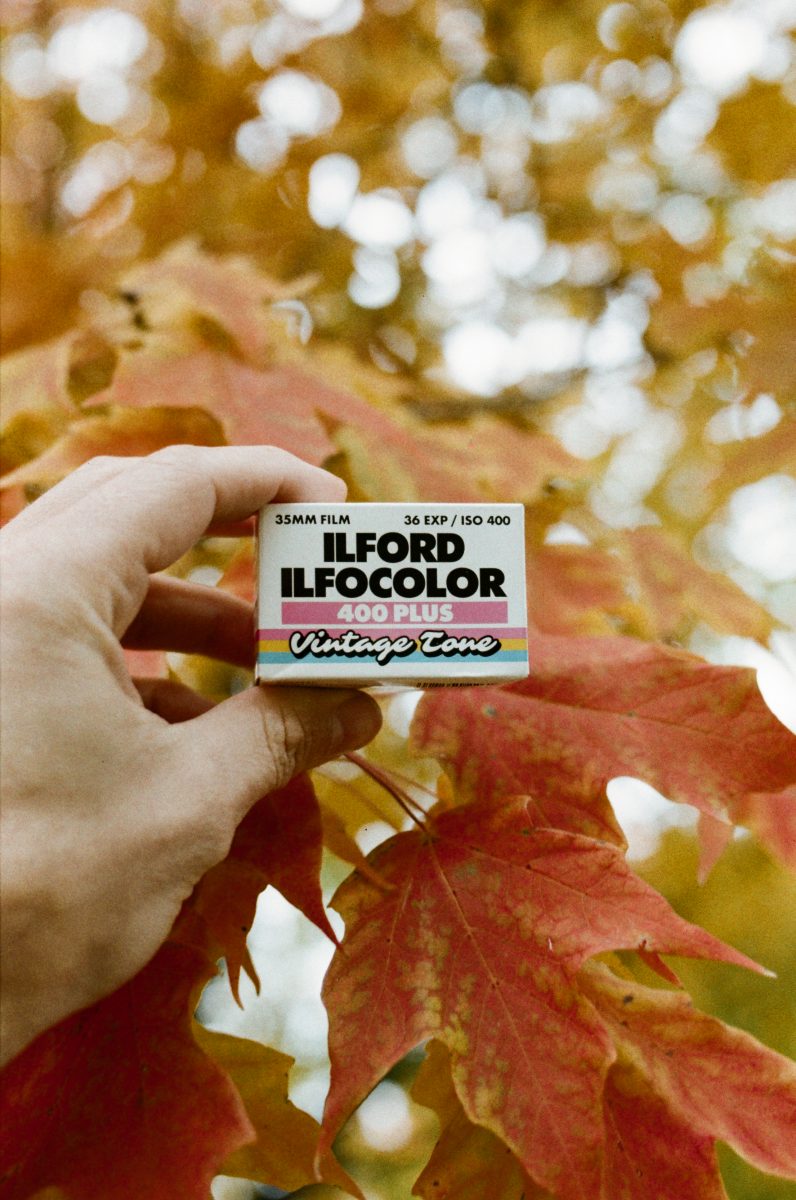 35MM FILM 36 EXP / ISO 400
ILFORD
ILFOCOLOR
400 PLUS
Vintage Tone